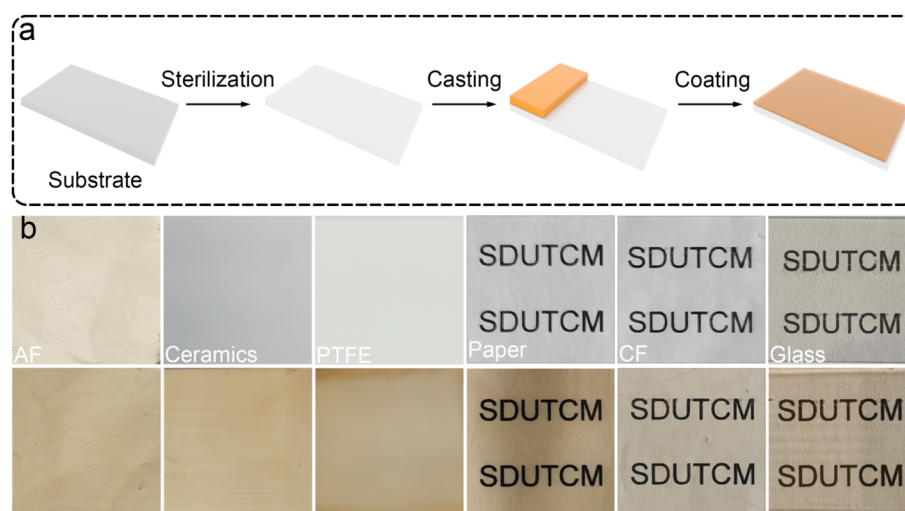 a
Sterilization
Casting
Coating
Substrate
b
SDUTCM
SDUTCM
SDUTCM
SDUTCM
SDUTCM
SDUTCM
AF
Ceramics
PTFE
Paper
CF
Glass
SDUTCM
SDUTCM
SDUTCM
SDUTCM
SDUTCM
SDUTCM